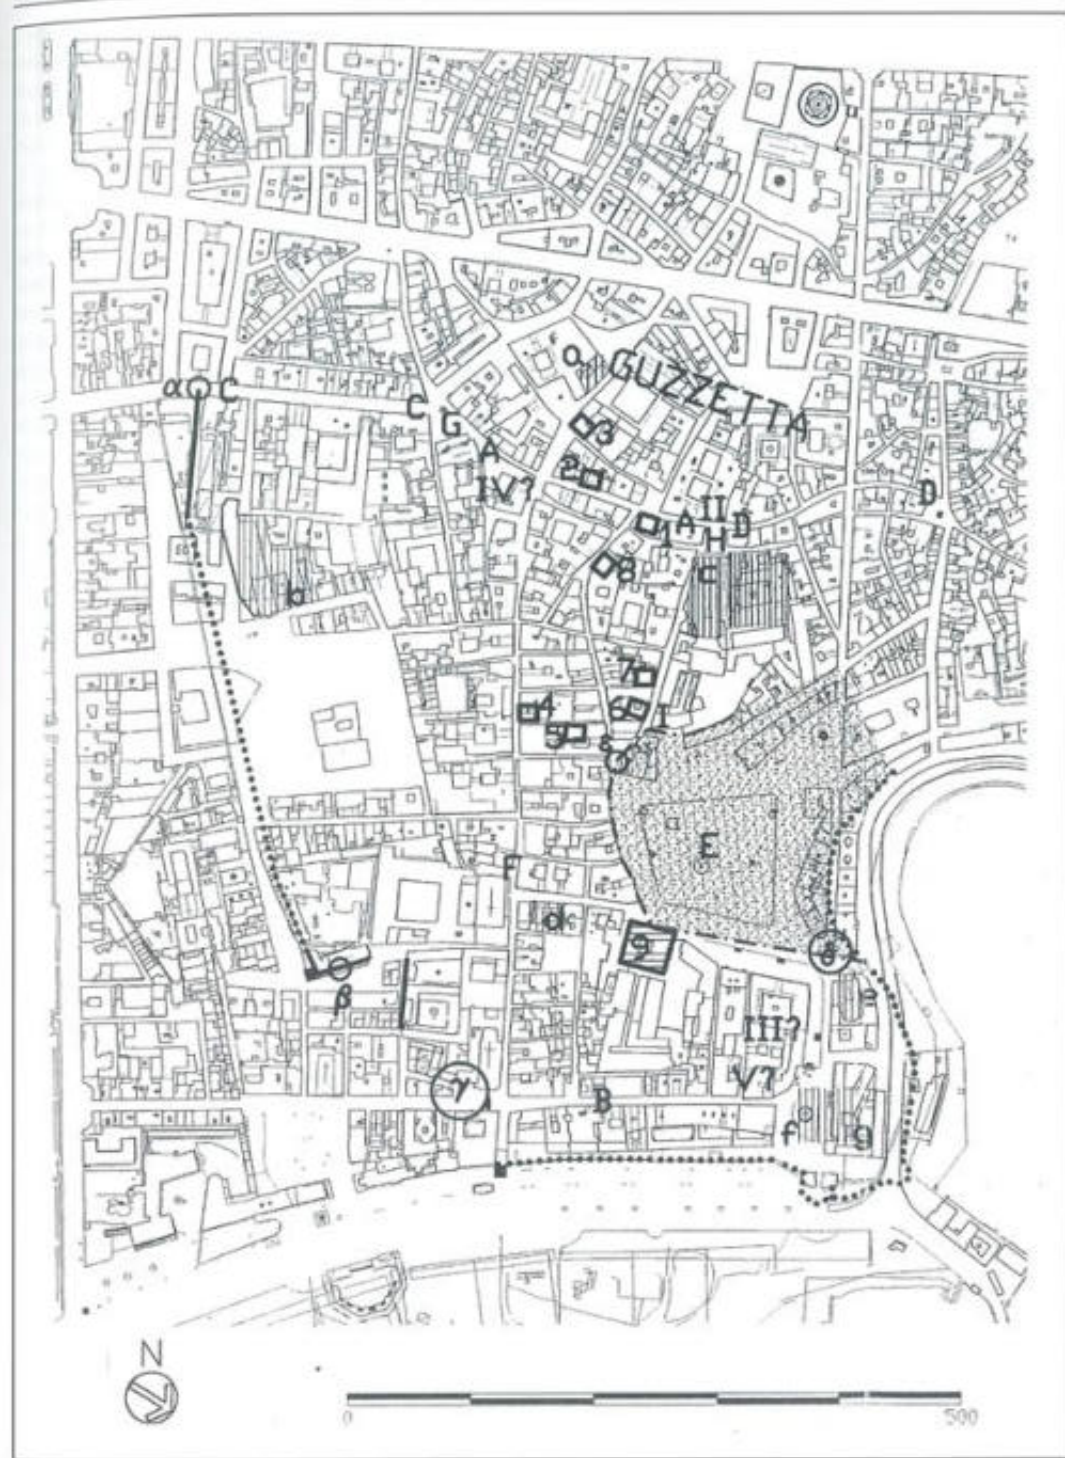 a
GUZZETTA
α C
C
G
3
A
2
IV?
D
II
A D
1
H
8
c
b
7
4
6 I
5
ε
E
F
d
9
δ
e
β
III?
V?
γ
B
f
g
N
0
500